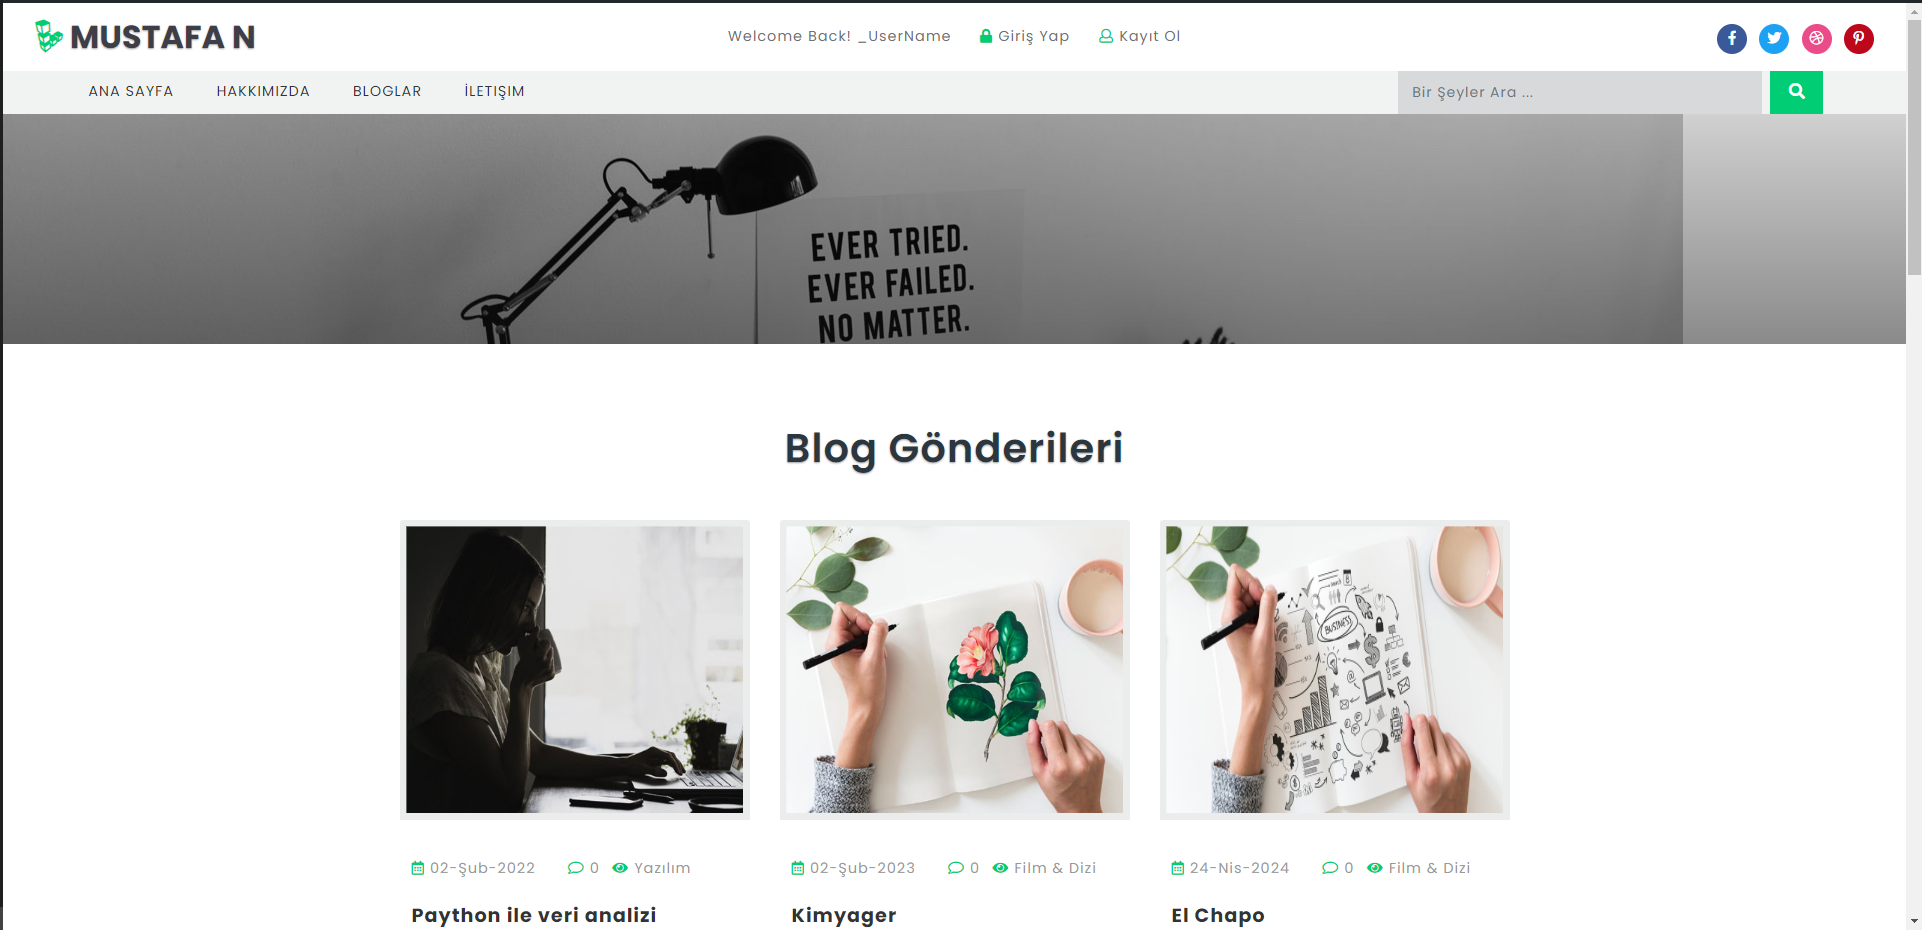 MUSTAFA N
Welcome Back! _UserName
Giriş Yap
Kayıt Ol
ANA SAYFA
HAKKIMIZDA
BLOGLAR
İLETIŞIM
Bir Şeyler Ara ...
EVER TRIED.
EVER FAILED.
NO MATTER.
Blog Gönderileri
BUSINESS
02-Şub-2022 0 Yazılım
02-Şub-2023 0 Film & Dizi
24-Nis-2024 0 Film & Dizi
Paython ile veri analizi
Kimyager
El Chapo